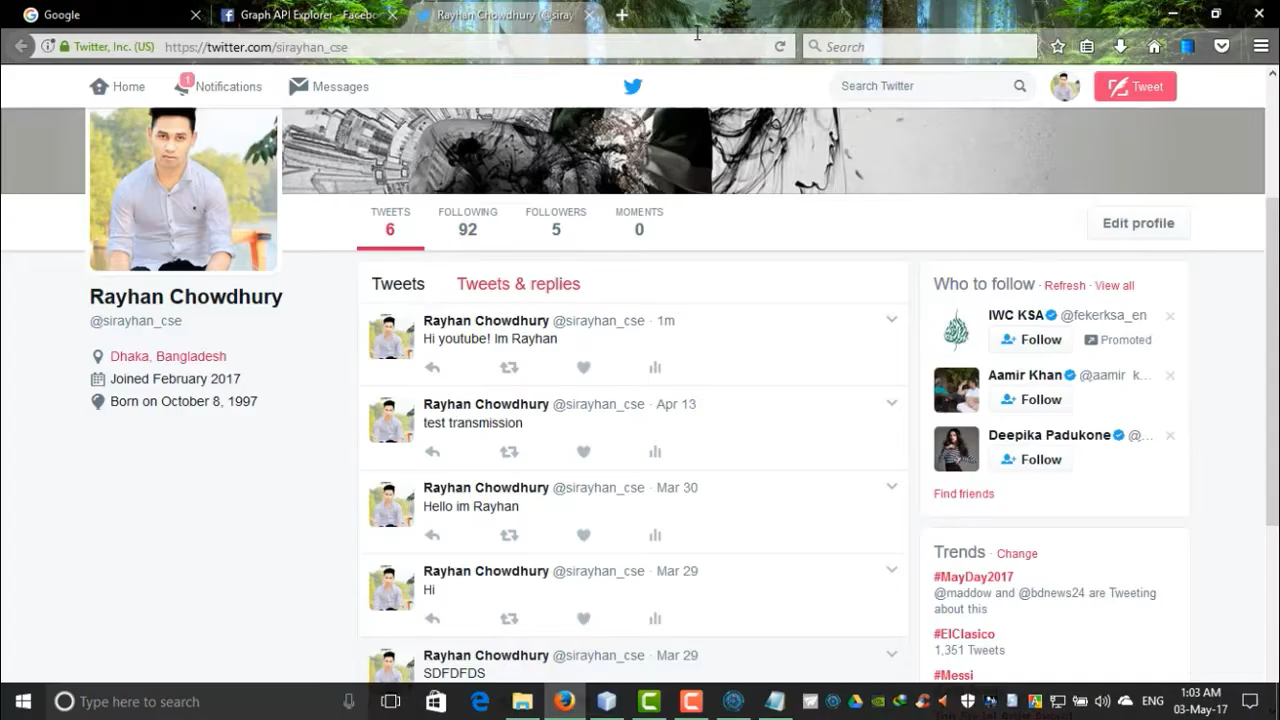 Google
Graph API Explorer - Facebo
Rayhan Chowdhury (@siray
Twitter, Inc. (US)
https://twitter.com/sirayhan_cse
Search
Home
1
Notifications
Messages
Search Twitter
Tweet
TWEETS
6
FOLLOWING
92
FOLLOWERS
5
MOMENTS
0
Edit profile
Rayhan Chowdhury
@sirayhan_cse
Dhaka, Bangladesh
Joined February 2017
Born on October 8, 1997
Tweets
Tweets & replies
Rayhan Chowdhury @sirayhan_cse · 1m
Hi youtube! Im Rayhan
Rayhan Chowdhury @sirayhan_cse · Apr 13
test transmission
Rayhan Chowdhury @sirayhan_cse · Mar 30
Hello im Rayhan
Rayhan Chowdhury @sirayhan_cse · Mar 29
Hi
Rayhan Chowdhury @sirayhan_cse · Mar 29
SDFDFDS
Who to follow · Refresh · View all
IWC KSA @fekerksa_en
Follow
Promoted
Aamir Khan @aamir_k...
Follow
Deepika Padukone @...
Follow
Find friends
Trends · Change
#MayDay2017
@maddow and @bdnews24 are Tweeting
about this
#ElClasico
1,351 Tweets
#Messi
Type here to search
ENG
1:03 AM
03-May-17